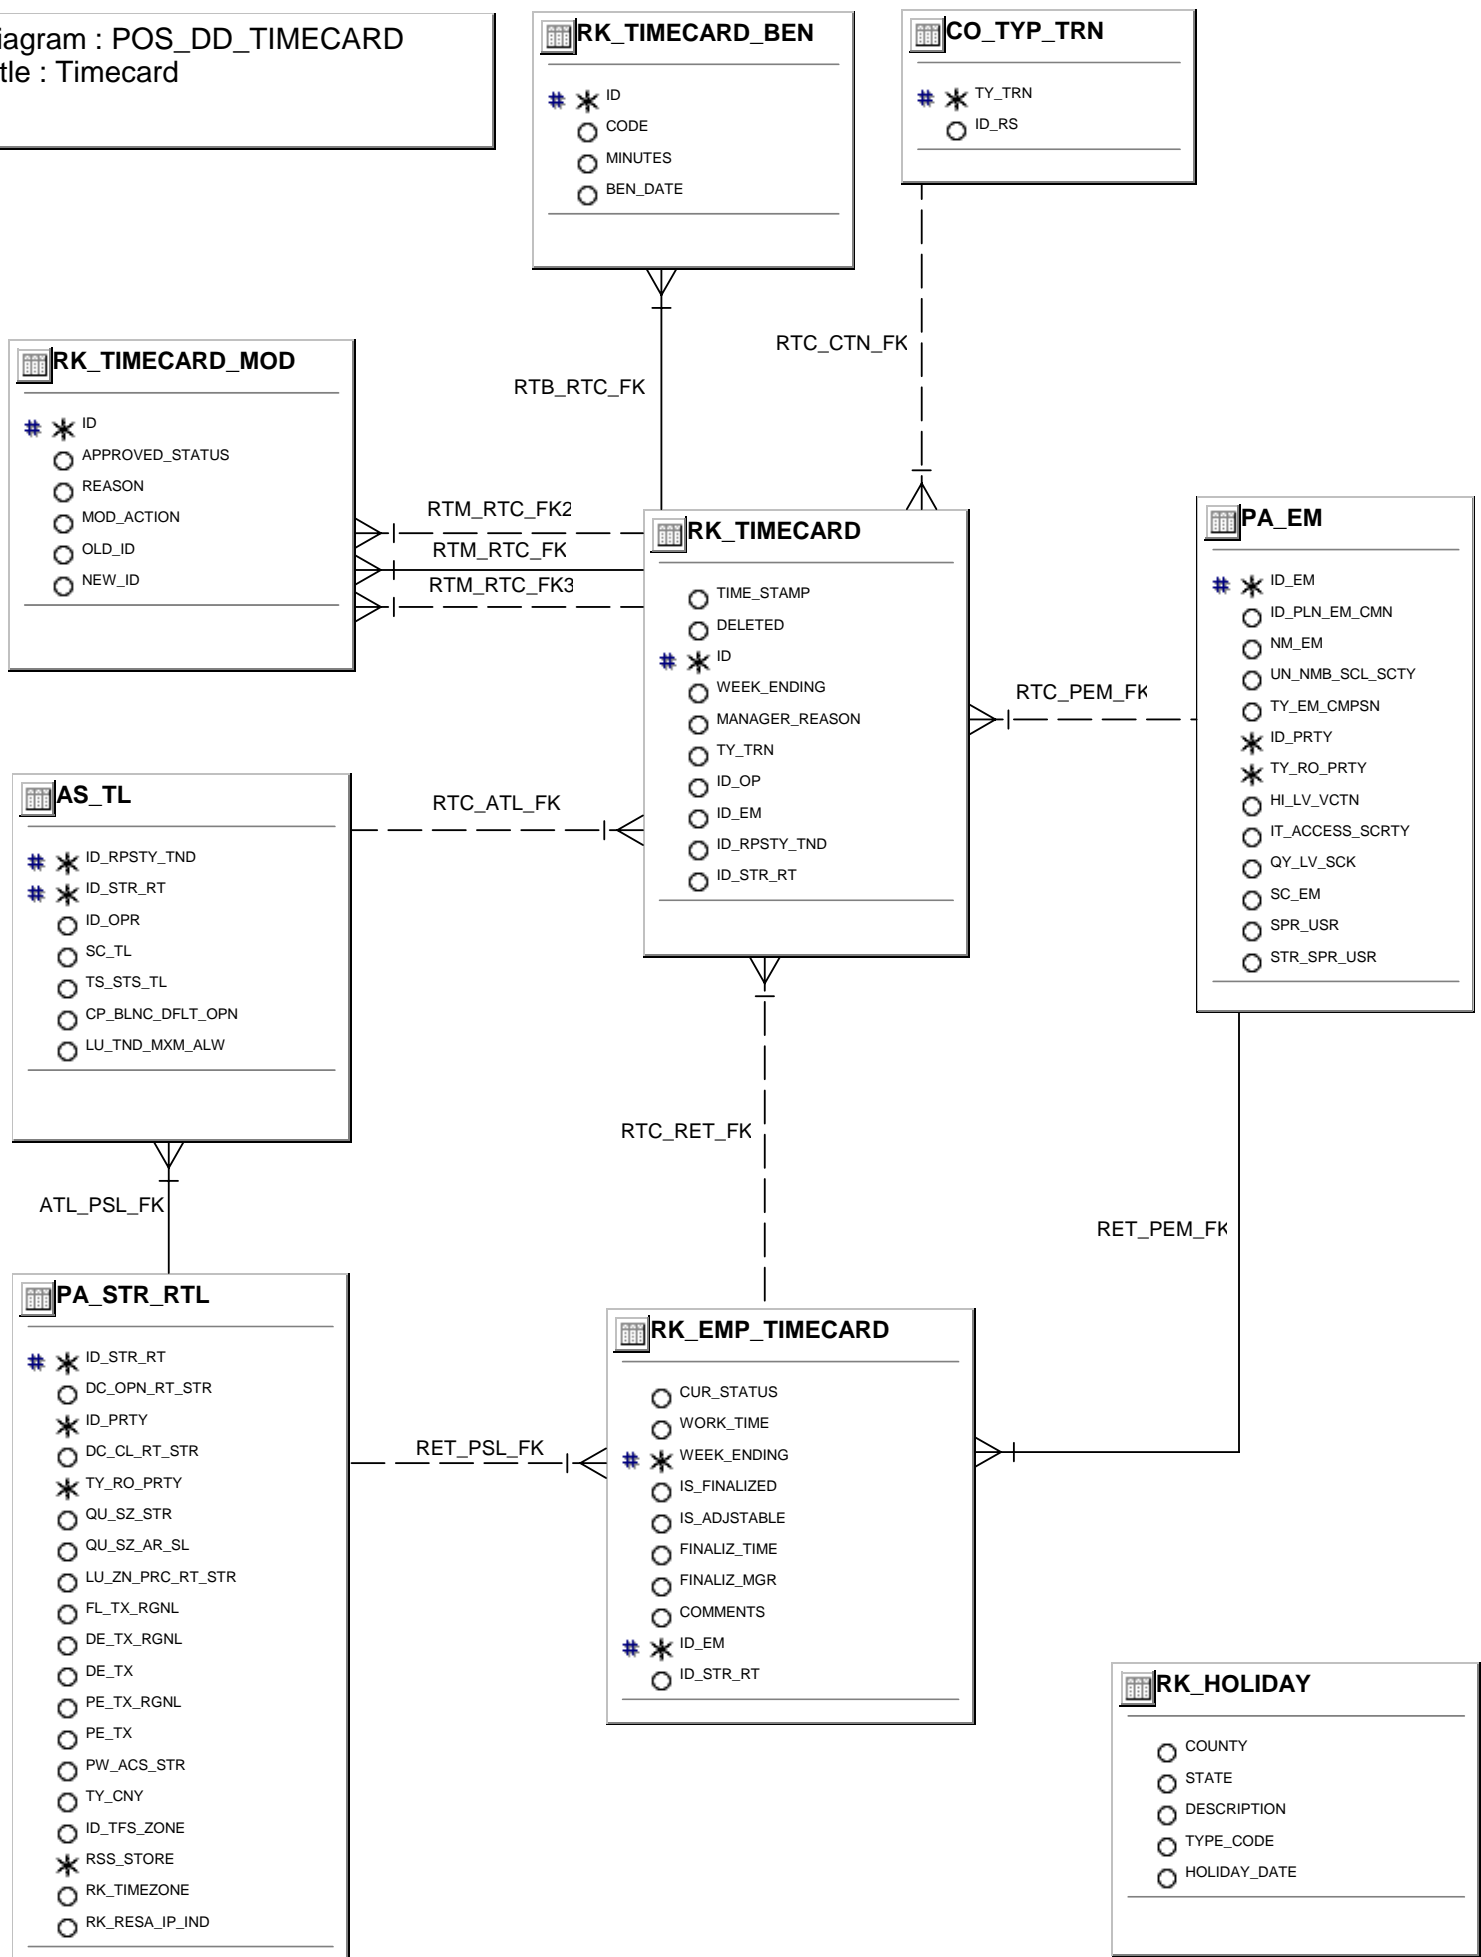 iagram : POS_DD_TIMECARD
tle : Timecard
RK_TIMECARD_BEN
# * ID
CODE
MINUTES
BEN_DATE
CO_TYP_TRN
# * TY_TRN
ID_RS
RTC_CTN_FK
RTB_RTC_FK
RK_TIMECARD_MOD
# * ID
APPROVED_STATUS
REASON
MOD_ACTION
OLD_ID
NEW_ID
RTM_RTC_FK2
RTM_RTC_FK
RTM_RTC_FK3
RK_TIMECARD
TIME_STAMP
DELETED
# * ID
WEEK_ENDING
MANAGER_REASON
TY_TRN
ID_OP
ID_EM
ID_RPSTY_TND
ID_STR_RT
PA_EM
# * ID_EM
ID_PLN_EM_CMN
NM_EM
UN_NMB_SCL_SCTY
TY_EM_CMPSN
* ID_PRTY
* TY_RO_PRTY
HI_LV_VCTN
IT_ACCESS_SCRTY
QY_LV_SCK
SC_EM
SPR_USR
STR_SPR_USR
RTC_PEM_FK
AS_TL
# * ID_RPSTY_TND
# * ID_STR_RT
ID_OPR
SC_TL
TS_STS_TL
CP_BLNC_DFLT_OPN
LU_TND_MXM_ALW
RTC_ATL_FK
RTC_RET_FK
ATL_PSL_FK
RET_PEM_FK
PA_STR_RTL
# * ID_STR_RT
DC_OPN_RT_STR
* ID_PRTY
DC_CL_RT_STR
* TY_RO_PRTY
QU_SZ_STR
QU_SZ_AR_SL
LU_ZN_PRC_RT_STR
FL_TX_RGNL
DE_TX_RGNL
DE_TX
PE_TX_RGNL
PE_TX
PW_ACS_STR
TY_CNY
ID_TFS_ZONE
* RSS_STORE
RK_TIMEZONE
RK_RESA_IP_IND
RET_PSL_FK
RK_EMP_TIMECARD
CUR_STATUS
WORK_TIME
# * WEEK_ENDING
IS_FINALIZED
IS_ADJSTABLE
FINALIZ_TIME
FINALIZ_MGR
COMMENTS
# * ID_EM
ID_STR_RT
RK_HOLIDAY
COUNTY
STATE
DESCRIPTION
TYPE_CODE
HOLIDAY_DATE